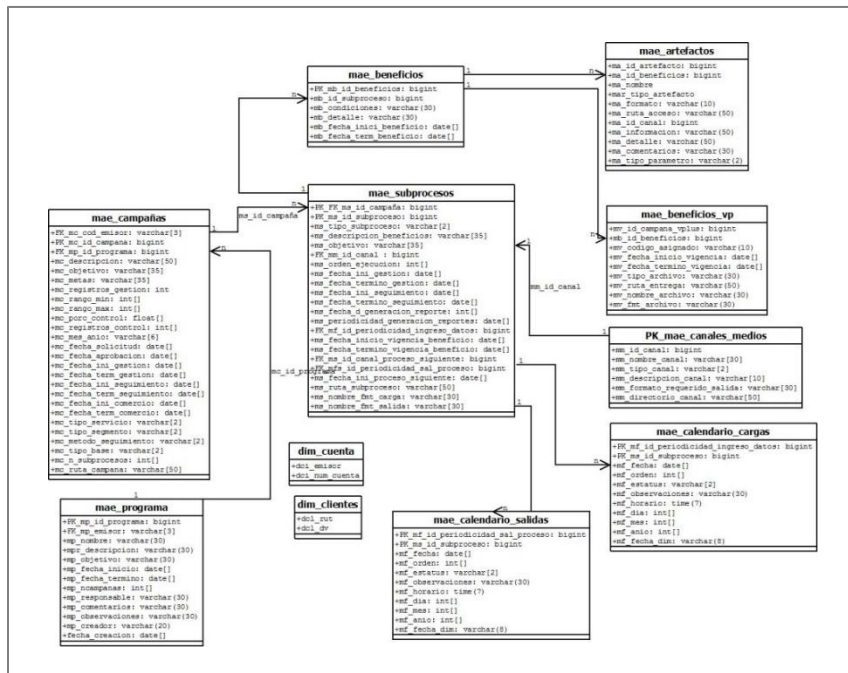 mae_artefactos
+ma_id_artefacto: bigint
+ma_id_beneficios: bigint
+ma_nombre
+mar_tipo_artefacto
+ma_formato: varchar(10)
+ma_ruta_acceso: varchar(50)
+ma_id_canal: bigint
+ma_informacion: varchar(50)
+ma_detalle: varchar(50)
+ma_comentarios: varchar(30)
+ma_tipo_parametro: varchar(2)
mae_beneficios
+PK_mb_id_beneficios: bigint
+mb_id_subproceso: bigint
+mb_condiciones: varchar(30)
+mb_detalle: varchar(30)
+mb_fecha_inici_beneficio: date[]
+mb_fecha_term_beneficio: date[]
1
n
1
n
n
1
mae_subprocesos
+PK_FK_ms_id_campaña: bigint
+PK_ms_id_subproceso: bigint
+ms_tipo_subproceso: varchar[2]
+ms_descripcion_beneficios: varchar[35]
+ms_objetivo: varchar[35]
+FK_mm_id_canal : bigint
+ms_orden_ejecucion: int[]
+ms_fecha_ini_gestion: date[]
+ms_fecha_termino_gestion: date[]
+ms_fecha_ini_seguimiento: date[]
+ms_fecha_termino_seguimiento: date[]
+ms_fecha_d_generacion_reporte: int[]
+ms_periodicidad_generacion_reportes: date[]
+FK_mf_id_periodicidad_ingreso_datos: bigint
+ms_fecha_inicio_vigencia_beneficio: date[]
+ms_fecha_termino_vigencia_beneficio: date[]
+FK_ms_id_canal_proceso_siguiente: bigint
+FK_mfs_id_periodicidad_sal_proceso: bigint
+ms_fecha_ini_proceso_siguiente: date[]
+ms_ruta_subproceso: varchar[50]
+ms_nombre_fmt_carga: varchar[30]
+ms_nombre_fmt_salida: varchar[30]
mae_beneficios_vp
+mv_id_campana_vplus: bigint
+mb_id_beneficios: bigint
+mv_codigo_asignado: varchar(10)
+mv_fecha_inicio_vigencia: date[]
+mv_fecha_termino_vigencia: date[]
+mv_tipo_archivo: varchar(30)
+mv_ruta_entrega: varchar(50)
+mv_nombre_archivo: varchar(30)
+mv_fmt_archivo: varchar(30)
mae_campañas
+FK_mc_cod_emisor: varchar[3]
+PK_mc_id_campana: bigint
+FK_mp_id_programa: bigint
+mc_descripcion: varchar[50]
+mc_objetivo: varchar[35]
+mc_metas: varchar[35]
+mc_registros_gestion: int
+mc_rango_min: int[]
+mc_rango_max: int[]
+mc_porc_control: float[]
+mc_registros_control: int[]
+mc_mes_anio: varchar[6]
+mc_fecha_solicitud: date[]
+mc_fecha_aprobacion: date[]
+mc_fecha_ini_gestion: date[]
+mc_fecha_term_gestion: date[]
+mc_fecha_ini_seguimiento: date[]
+mc_fecha_term_seguimiento: date[]
+mc_fecha_ini_comercio: date[]
+mc_fecha_term_comercio: date[]
+mc_tipo_servicio: varchar[2]
+mc_tipo_segmento: varchar[2]
+mc_metodo_seguimiento: varchar[2]
+mc_tipo_base: varchar[2]
+mc_n_subprocesos: int[]
+mc_ruta_campana: varchar[50]
1
ms_id_campaña
n
n
mc_id_programa
1
1
mm_id_canal
1
PK_mae_canales_medios
+mm_id_canal: bigint
+mm_nombre_canal: varchar[30]
+mm_tipo_canal: varchar[2]
+mm_descripcion_canal: varchar[10]
+mm_formato_requerido_salida: varchar[30]
+mm_directorio_canal: varchar[50]
1
n
1
n
mae_calendario_cargas
+PK_mf_id_periodicidad_ingreso_datos: bigint
+PK_ms_id_subproceso: bigint
+mf_fecha: date[]
+mf_orden: int[]
+mf_estatus: varchar[2]
+mf_observaciones: varchar(30)
+mf_horario: time(7)
+mf_dia: int[]
+mf_mes: int[]
+mf_anio: int[]
+mf_fecha_dim: varchar(8)
dim_cuenta
+dci_emisor
+dci_num_cuenta
dim_clientes
+dcl_rut
+dcl_dv
mae_programa
+PK_mp_id_programa: bigint
+FK_mp_emisor: varchar[3]
+mp_nombre: varchar(30)
+mpr_descripcion: varchar(30)
+mp_objetivo: varchar(30)
+mp_fecha_inicio: date[]
+mp_fecha_termino: date[]
+mp_ncampanas: int[]
+mp_responsable: varchar(30)
+mp_comentarios: varchar(30)
+mp_observaciones: varchar(30)
+mp_creador: varchar(20)
+fecha_creacion: date[]
mae_calendario_salidas
+PK_mf_id_periodicidad_sal_proceso: bigint
+PK_ms_id_subproceso: bigint
+mf_fecha: date[]
+mf_orden: int[]
+mf_estatus: varchar[2]
+mf_observaciones: varchar(30)
+mf_horario: time(7)
+mf_dia: int[]
+mf_mes: int[]
+mf_anio: int[]
+mf_fecha_dim: varchar(8)